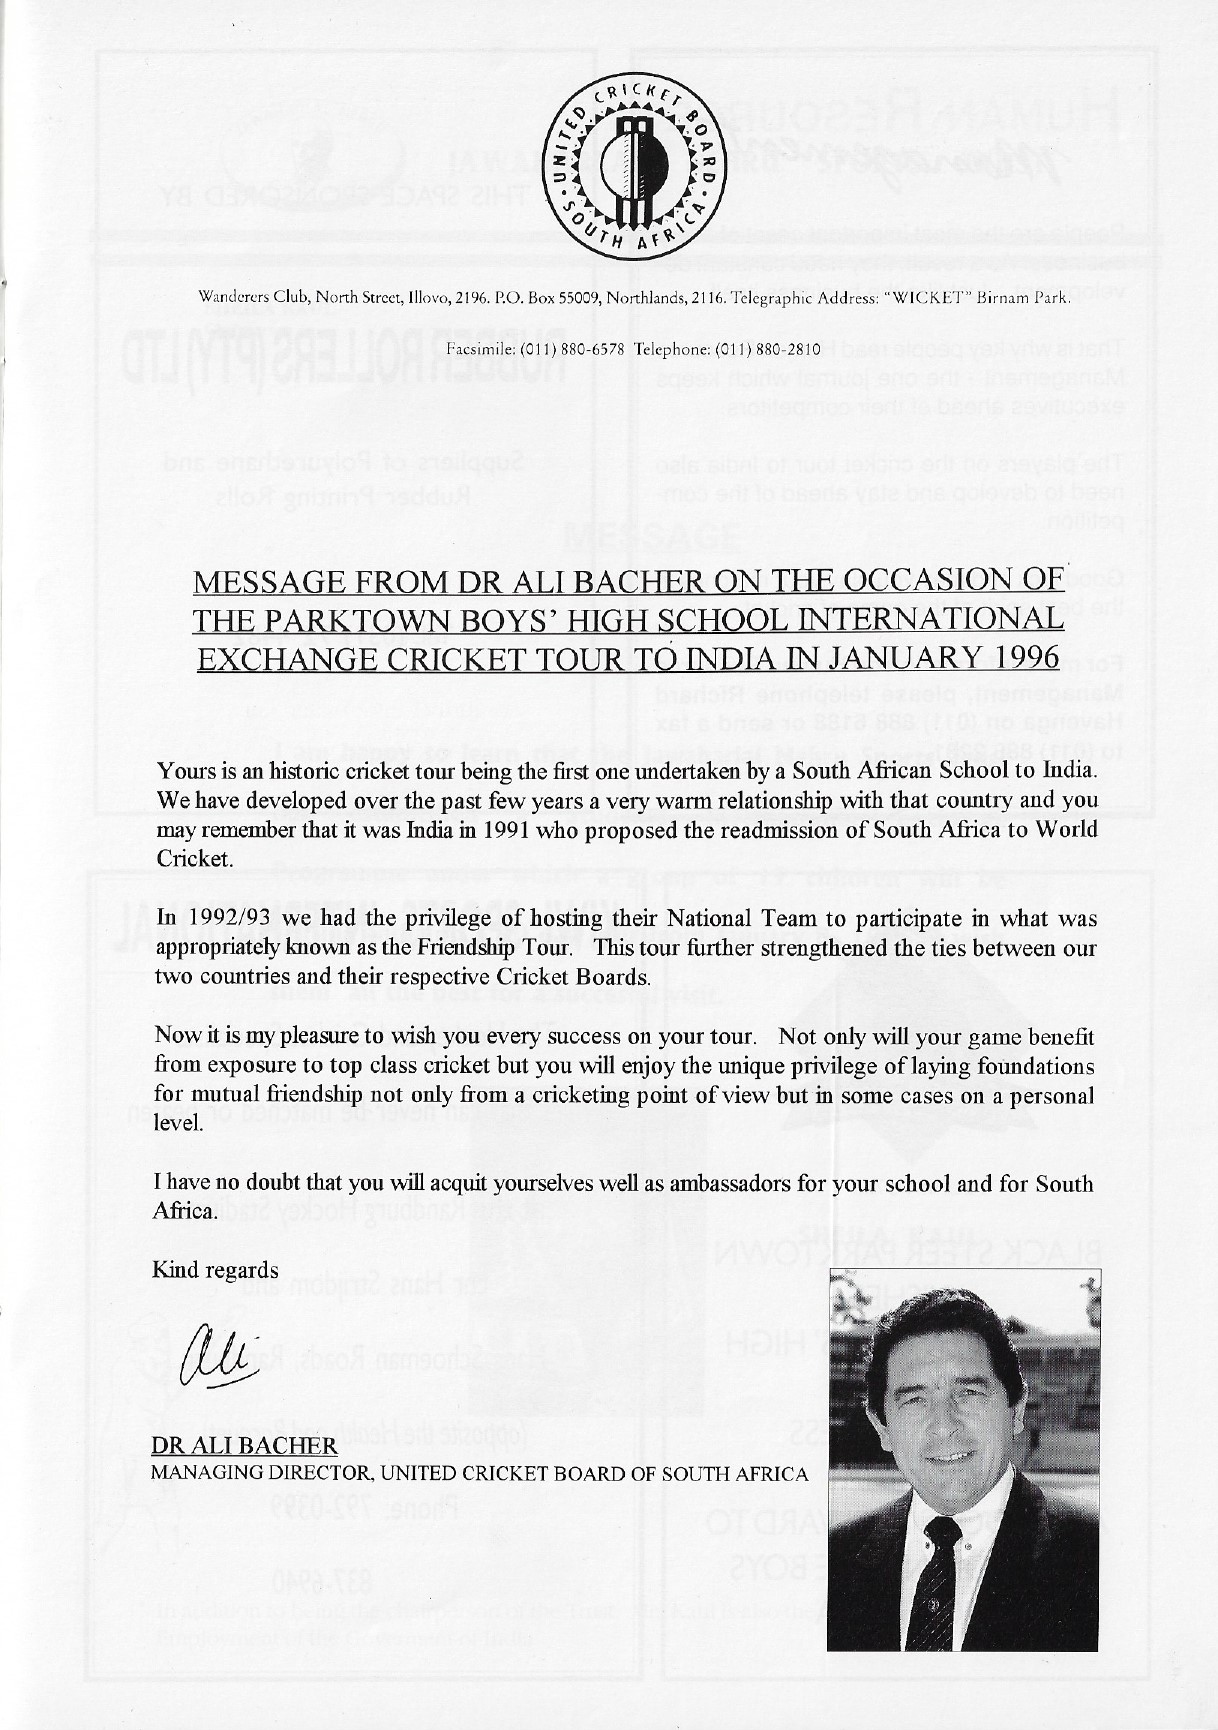 UNITED CRICKET BOARD
· SOUTH AFRICA ·
Wanderers Club, North Street, Illovo, 2196. P.O. Box 55009, Northlands, 2116. Telegraphic Address: "WICKET" Birnam Park.
Facsimile: (011) 880-6578 Telephone: (011) 880-2810
MESSAGE FROM DR ALI BACHER ON THE OCCASION OF
THE PARKTOWN BOYS' HIGH SCHOOL INTERNATIONAL
EXCHANGE CRICKET TOUR TO INDIA IN JANUARY 1996
Yours is an historic cricket tour being the first one undertaken by a South African School to India.
We have developed over the past few years a very warm relationship with that country and you
may remember that it was India in 1991 who proposed the readmission of South Africa to World
Cricket.
In 1992/93 we had the privilege of hosting their National Team to participate in what was
appropriately known as the Friendship Tour. This tour further strengthened the ties between our
two countries and their respective Cricket Boards.
Now it is my pleasure to wish you every success on your tour. Not only will your game benefit
from exposure to top class cricket but you will enjoy the unique privilege of laying foundations
for mutual friendship not only from a cricketing point of view but in some cases on a personal
level.
I have no doubt that you will acquit yourselves well as ambassadors for your school and for South
Africa.
Kind regards
Ali
DR ALI BACHER
MANAGING DIRECTOR, UNITED CRICKET BOARD OF SOUTH AFRICA